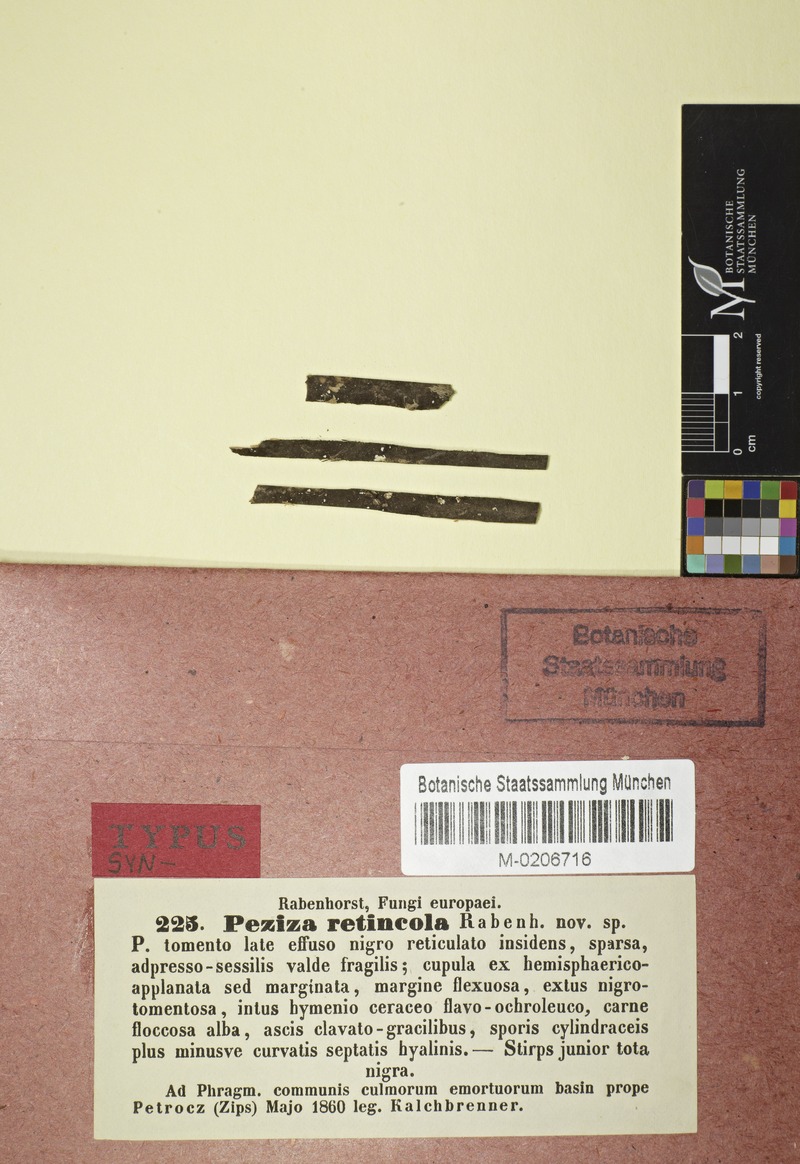 BOTANISCHE
STAATSSAMMLUNG
MÜNCHEN
copyright reserved
0 1 2
cm
Botanische
Staatssammlung
München
Botanische Staatssammlung München
M-0206716
TYPUS
SYN-
Rabenhorst, Fungi europaei.
225. Peziza retincola Rabenh. nov. sp.
P. tomento late effuso nigro reticulato insidens, sparsa,
adpresso-sessilis valde fragilis; cupula ex hemisphaerico-
applanata sed marginata, margine flexuosa, extus nigro-
tomentosa, intus hymenio ceraceo flavo-ochroleuco, carne
floccosa alba, ascis clavato-gracilibus, sporis cylindraceis
plus minusve curvatis septatis hyalinis.— Stirps junior tota
nigra.
Ad Phragm. communis culmorum emortuorum basin prope
Petrocz (Zips) Majo 1860 leg. Kalchbrenner.